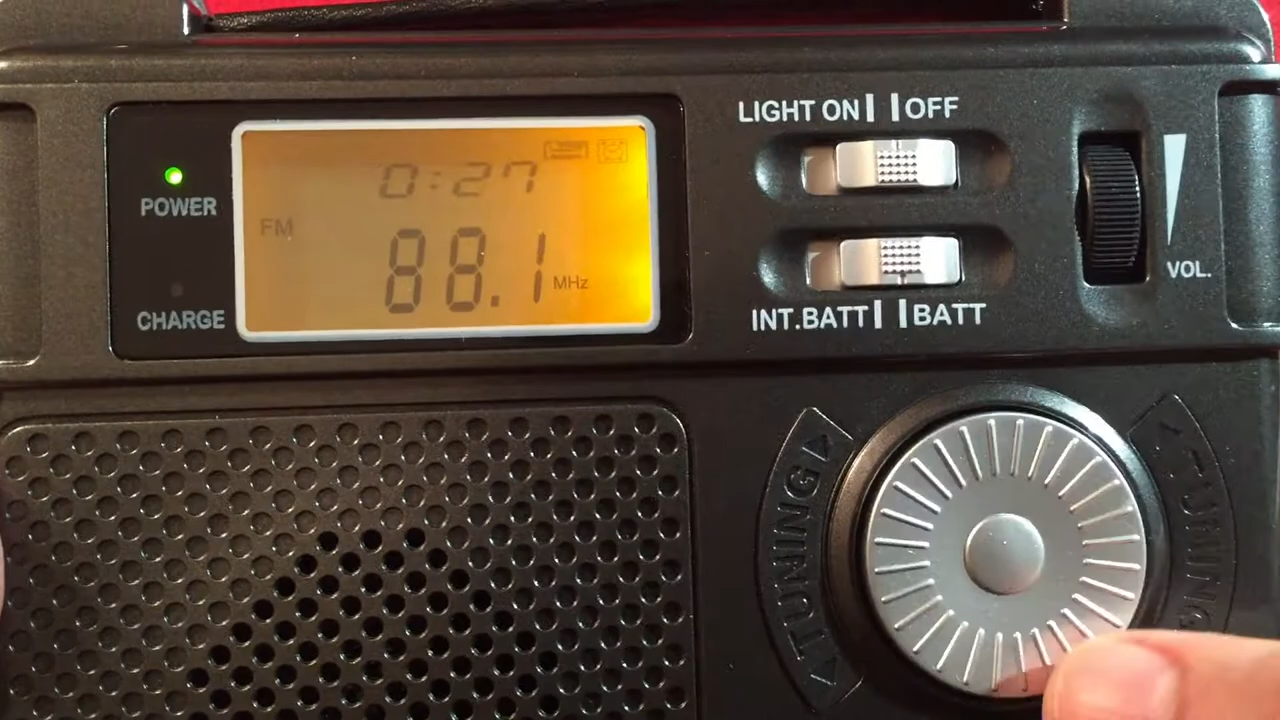 LIGHT ON OFF
POWER
0:27
FM
88.1 MHz
VOL.
CHARGE
INT.BATT BATT
TUNING
TUNING